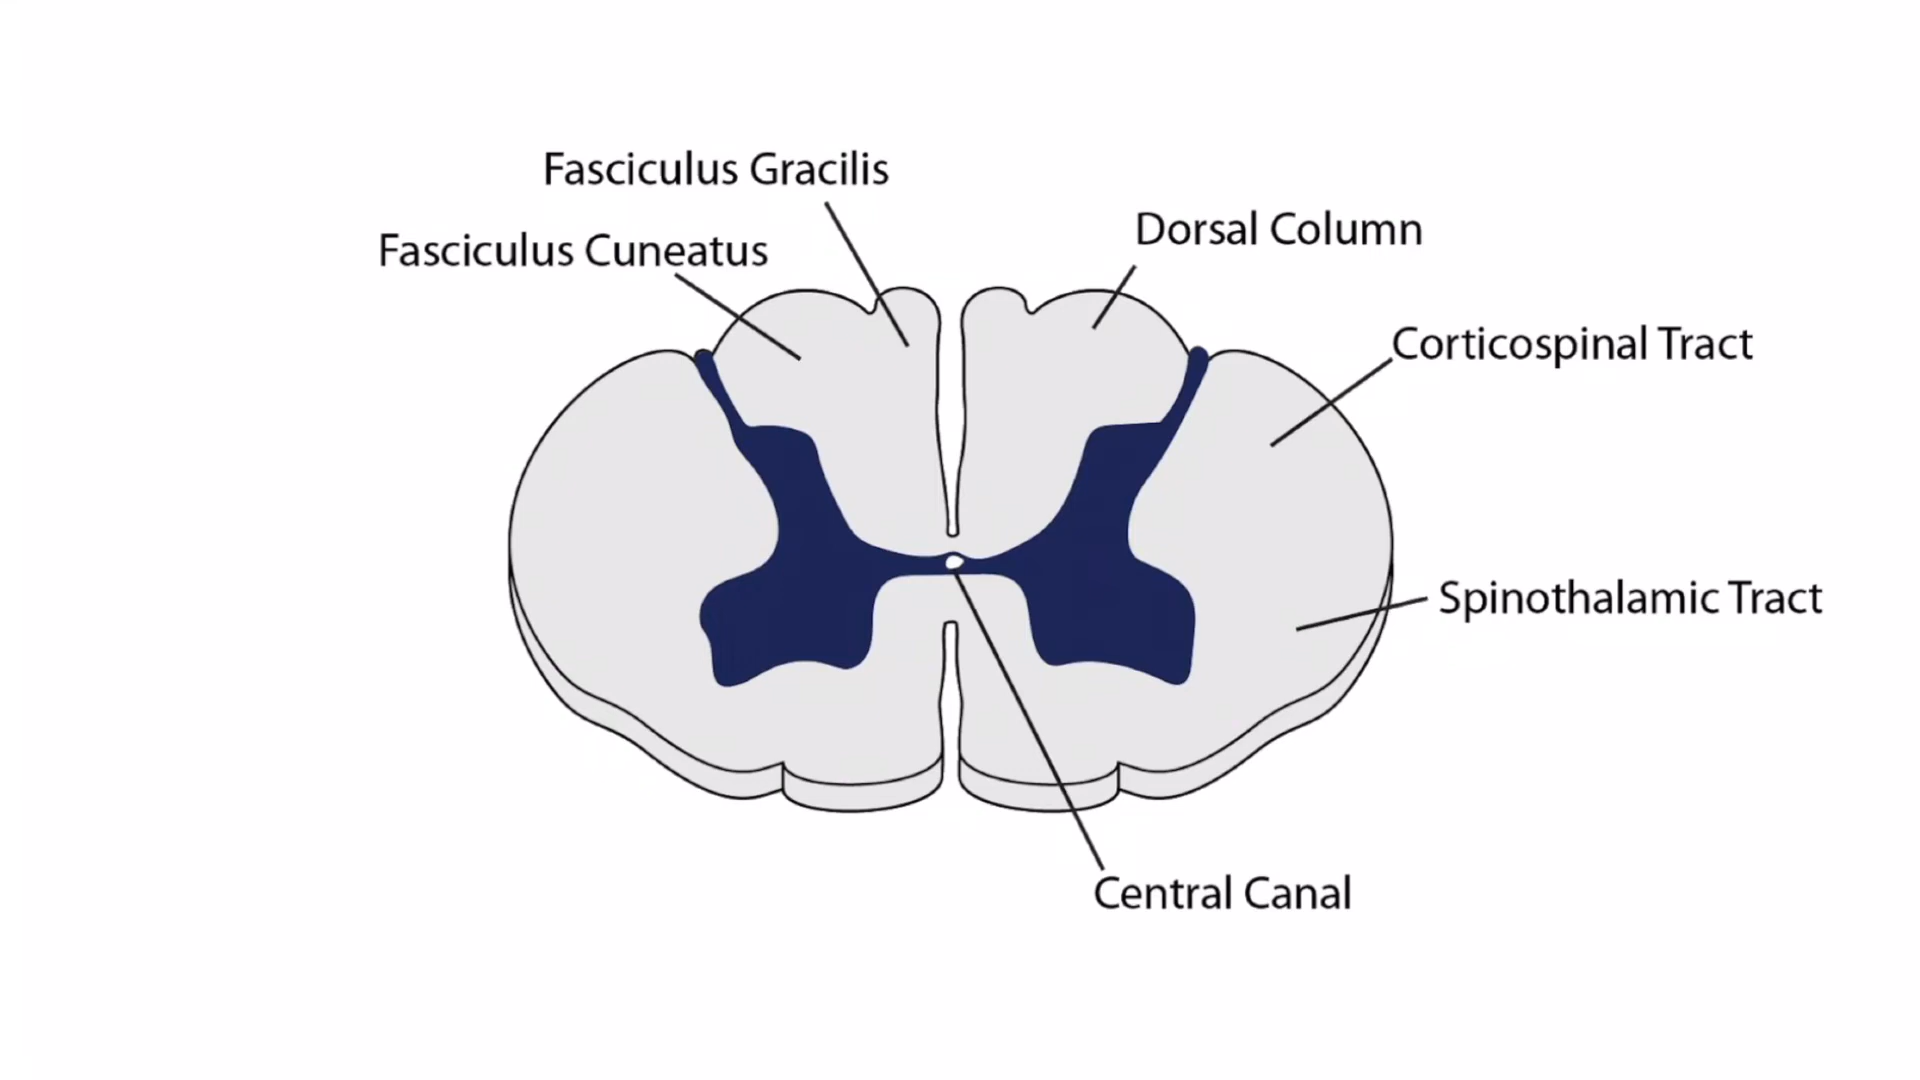 Fasciculus Gracilis
Fasciculus Cuneatus
Dorsal Column
Corticospinal Tract
Spinothalamic Tract
Central Canal